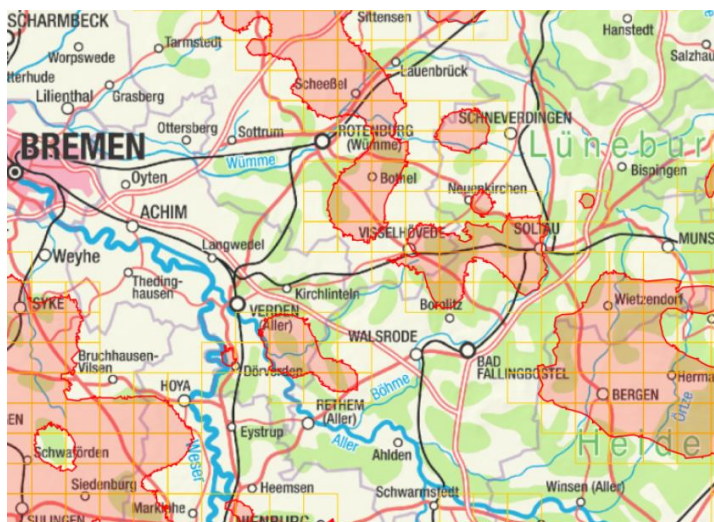 SCHARMBECK
Sittensen
Hanstedt
Tarmstedt
Worpswede
Salzhau
Lauenbrück
terhude
Scheeßel
Grasberg
Lilienthal
SCHNEVERDINGEN
Ottersberg
Sottrum
ROTENBURG
(Wümme)
BREMEN
Lünebur
Wümme
Bispingen
Oyten
Bothel
Neuenkirchen
ACHIM
VISSELHÖVEDE
SOLTAU
MUNS
Langwedel
Weyhe
Theding-
hausen
Kirchlinteln
SYKE
VERDEN
(Aller)
Bomlitz
Wietzendorf
WALSRODE
Bruchhausen-
Vilsen
Dörverden
BAD
FALLINGBOSTEL
Herma
HOYA
Böhme
BERGEN
Örtze
RETHEM
(Aller)
EN
Weser
Eystrup
Aller
Ahlden
Heide
Schwaförden
Siedenburg
Heemsen
Schwarmstedt
Winsen (Aller)
Marklohe
SULINGEN
NIENBURG